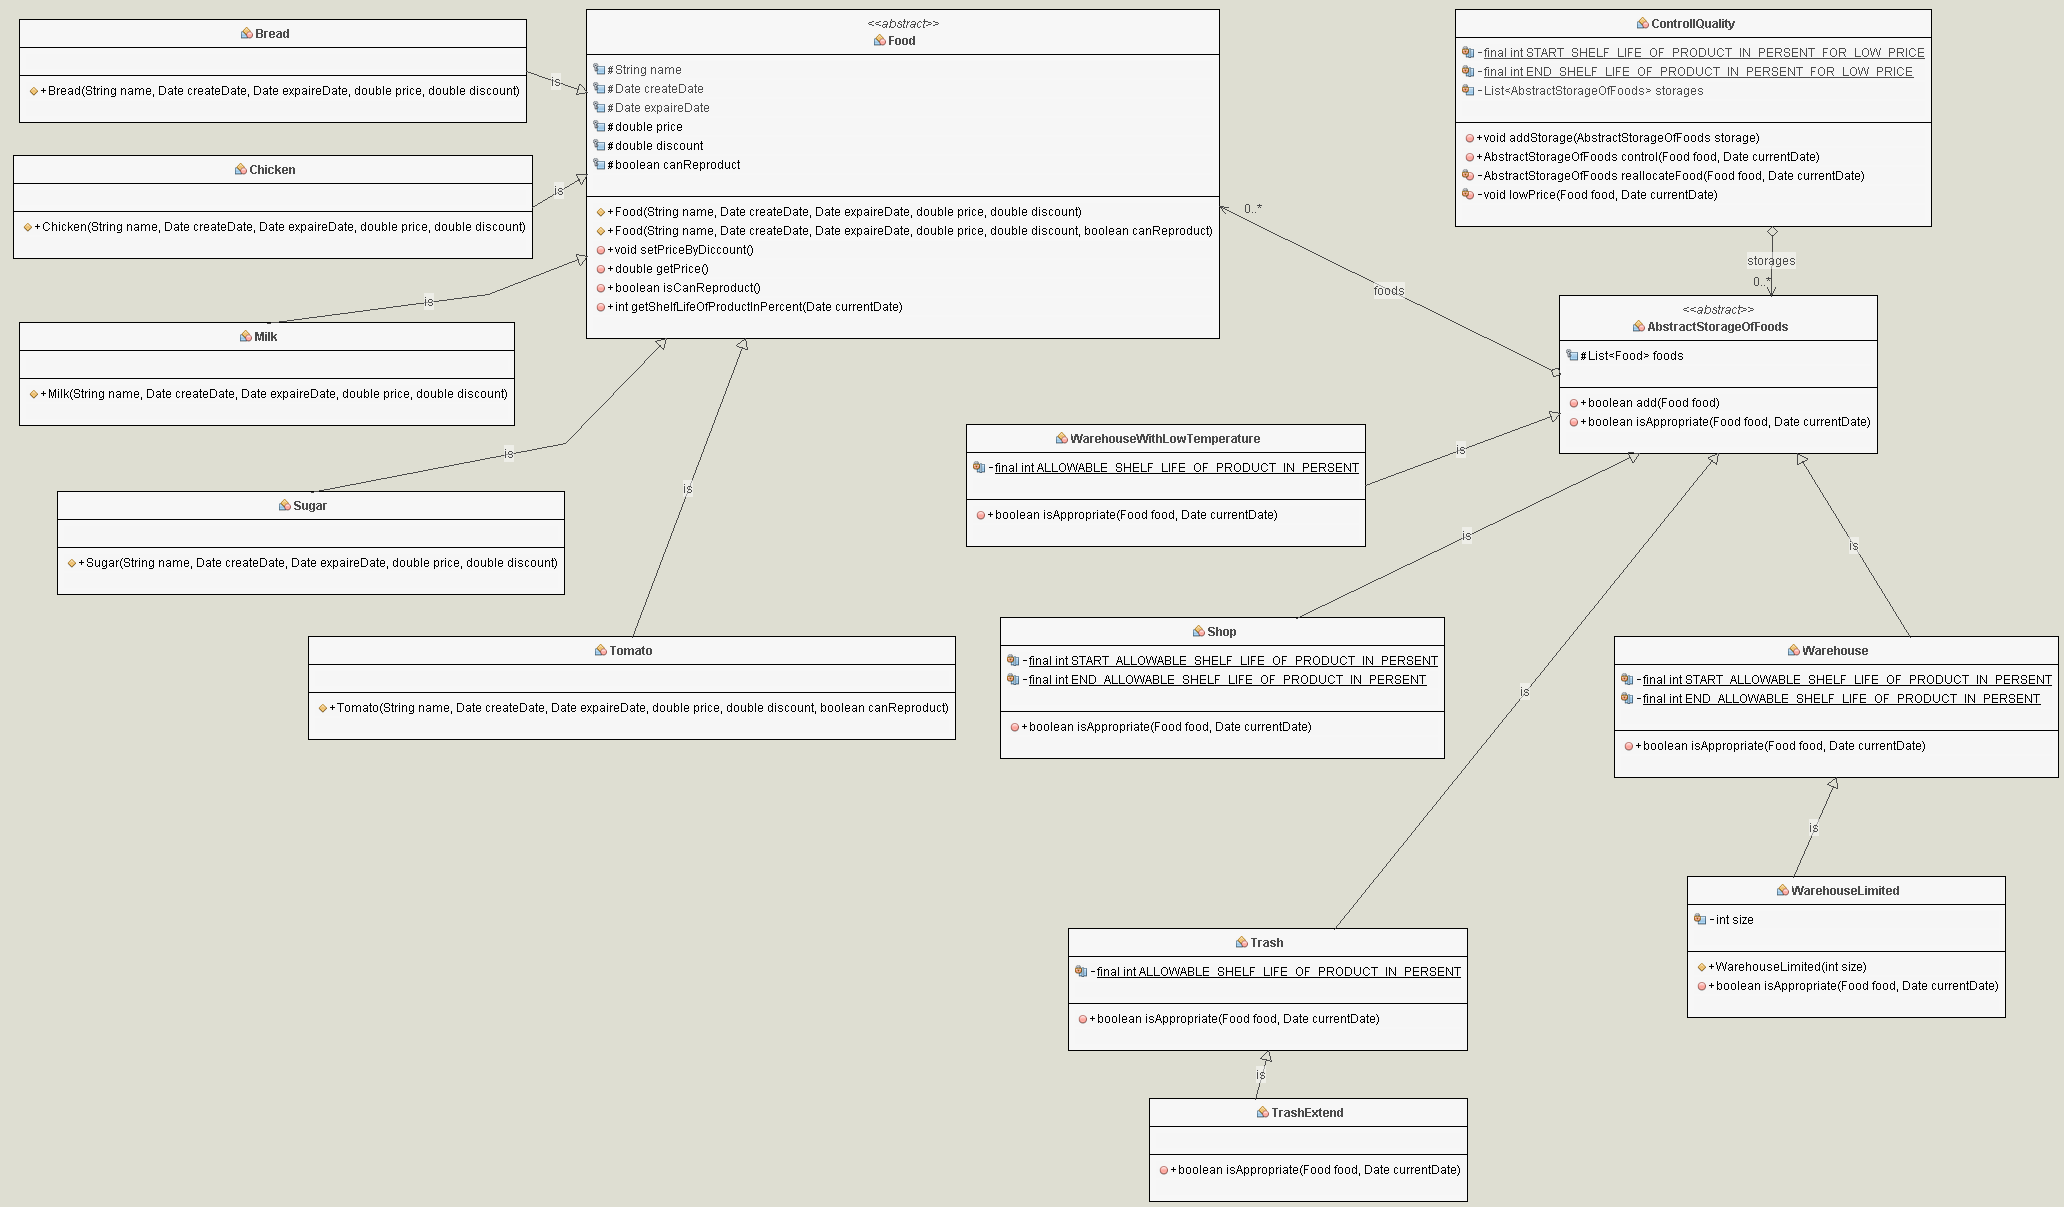 Bread
+Bread(String name, Date createDate, Date expaireDate, double price, double discount)
is
<<abstract>>
Food
#String name
#Date createDate
#Date expaireDate
#double price
#double discount
#boolean canReproduct
+Food(String name, Date createDate, Date expaireDate, double price, double discount)
+Food(String name, Date createDate, Date expaireDate, double price, double discount, boolean canReproduct)
+void setPriceByDiccount()
+double getPrice()
+boolean isCanReproduct()
+int getShelfLifeOfProductInPercent(Date currentDate)
ControllQuality
-final int START_SHELF_LIFE_OF_PRODUCT_IN_PERSENT_FOR_LOW_PRICE
-final int END_SHELF_LIFE_OF_PRODUCT_IN_PERSENT_FOR_LOW_PRICE
-List<AbstractStorageOfFoods> storages
+void addStorage(AbstractStorageOfFoods storage)
+AbstractStorageOfFoods control(Food food, Date currentDate)
-AbstractStorageOfFoods reallocateFood(Food food, Date currentDate)
-void lowPrice(Food food, Date currentDate)
Chicken
+Chicken(String name, Date createDate, Date expaireDate, double price, double discount)
is
0..*
foods
storages
0..*
<<abstract>>
AbstractStorageOfFoods
#List<Food> foods
+boolean add(Food food)
+boolean isAppropriate(Food food, Date currentDate)
is
Milk
+Milk(String name, Date createDate, Date expaireDate, double price, double discount)
is
Sugar
+Sugar(String name, Date createDate, Date expaireDate, double price, double discount)
is
Tomato
+Tomato(String name, Date createDate, Date expaireDate, double price, double discount, boolean canReproduct)
WarehouseWithLowTemperature
-final int ALLOWABLE_SHELF_LIFE_OF_PRODUCT_IN_PERSENT
+boolean isAppropriate(Food food, Date currentDate)
is
is
Shop
-final int START_ALLOWABLE_SHELF_LIFE_OF_PRODUCT_IN_PERSENT
-final int END_ALLOWABLE_SHELF_LIFE_OF_PRODUCT_IN_PERSENT
+boolean isAppropriate(Food food, Date currentDate)
is
is
Warehouse
-final int START_ALLOWABLE_SHELF_LIFE_OF_PRODUCT_IN_PERSENT
-final int END_ALLOWABLE_SHELF_LIFE_OF_PRODUCT_IN_PERSENT
+boolean isAppropriate(Food food, Date currentDate)
is
WarehouseLimited
-int size
+WarehouseLimited(int size)
+boolean isAppropriate(Food food, Date currentDate)
Trash
-final int ALLOWABLE_SHELF_LIFE_OF_PRODUCT_IN_PERSENT
+boolean isAppropriate(Food food, Date currentDate)
is
TrashExtend
+boolean isAppropriate(Food food, Date currentDate)